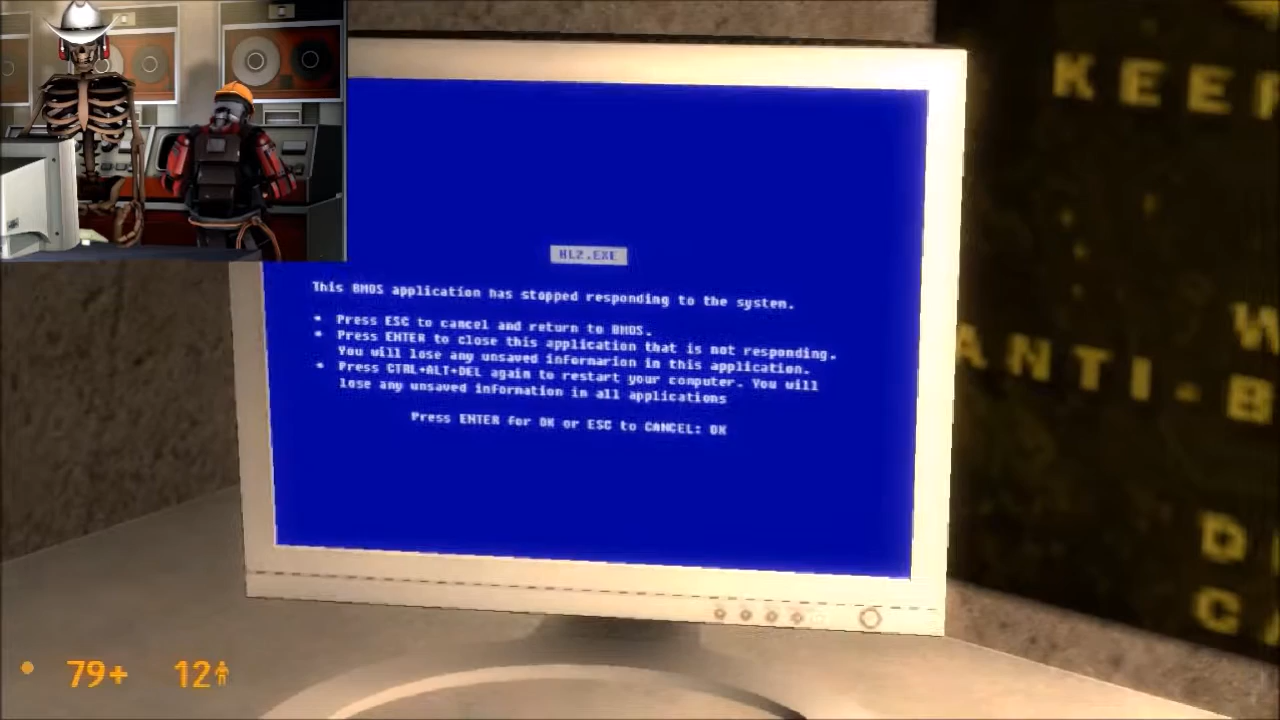 HL2.EXE
This BMOS application has stopped responding to the system.
* Press ESC to cancel and return to BMOS.
* Press ENTER to close this application that is not responding.
You will lose any unsaved informarion in this application.
* Press CTRL+ALT+DEL again to restart your computer. You will
lose any unsaved information in all applications
Press ENTER for OK or ESC to CANCEL: OK
KEEP
ANTI-B
79+ 12